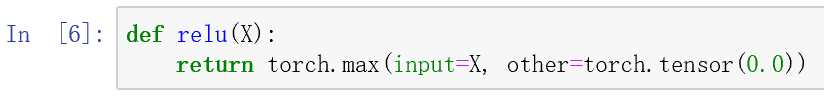 In [6]: def relu(X):
    return torch.max(input=X, other=torch.tensor(0.0))